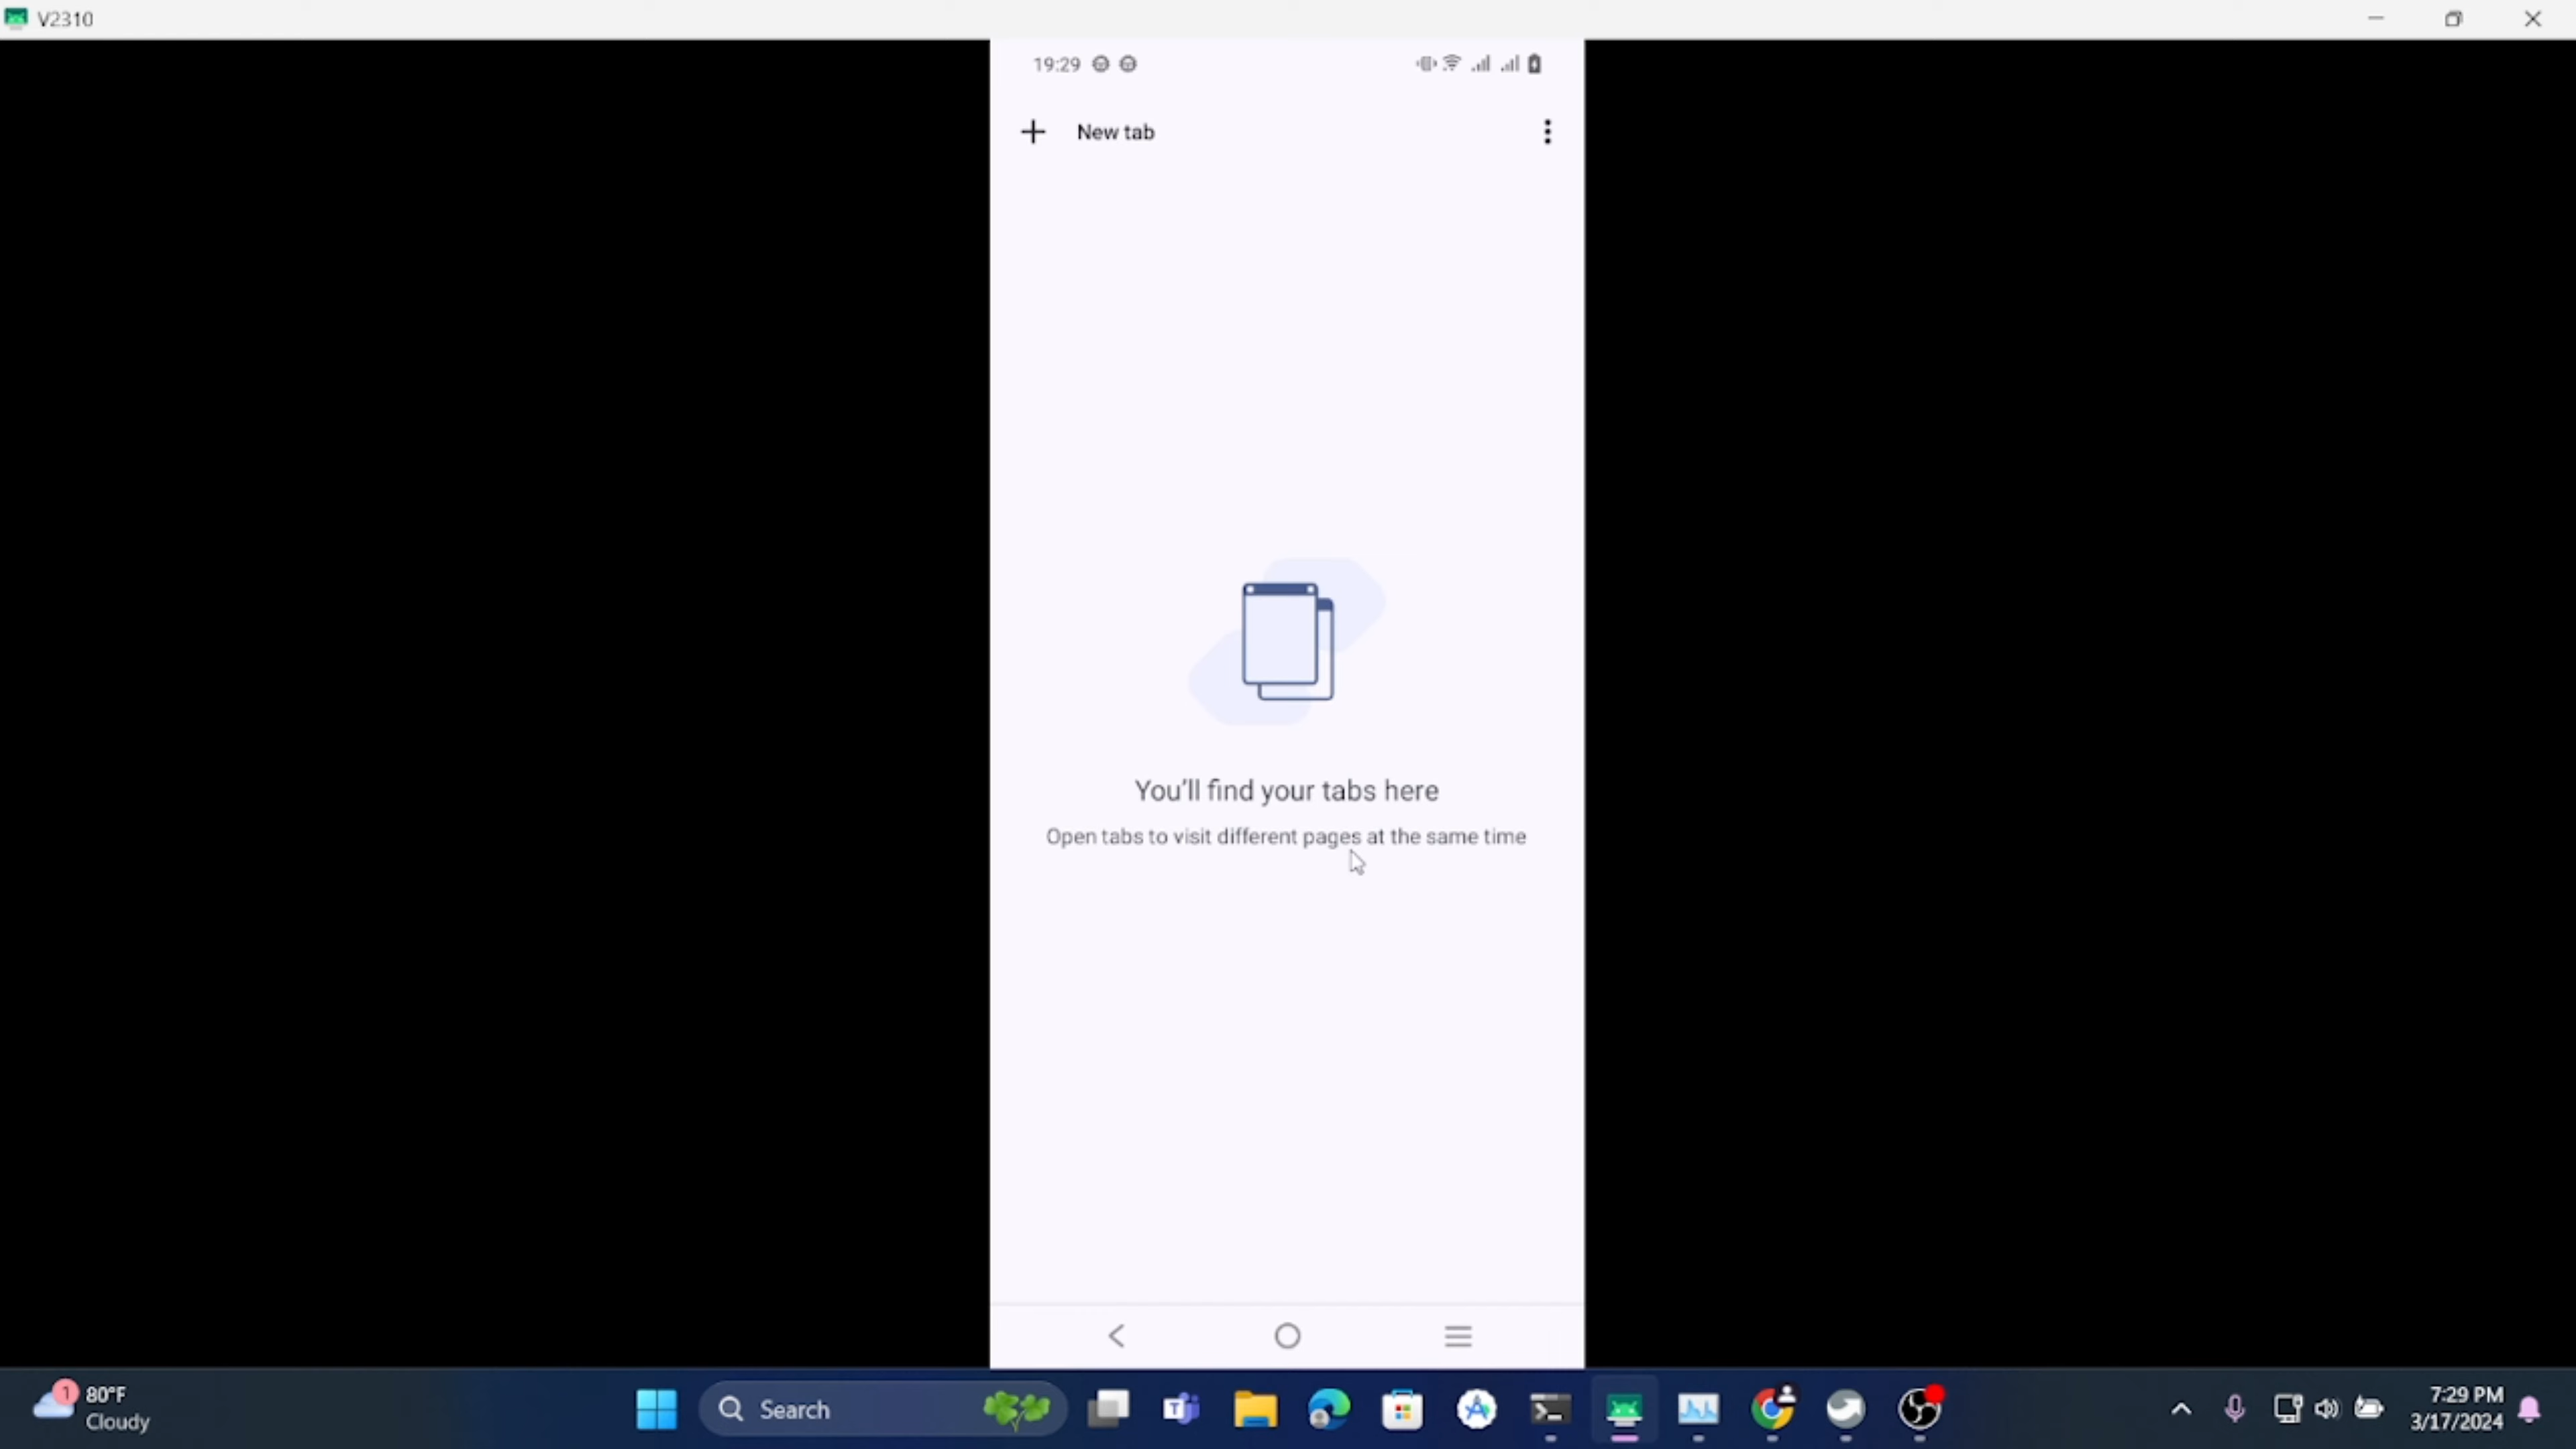 V2310
19:29
New tab
You'll find your tabs here
Open tabs to visit different pages at the same time
1
80°F
Cloudy
Search
7:29 PM
3/17/2024